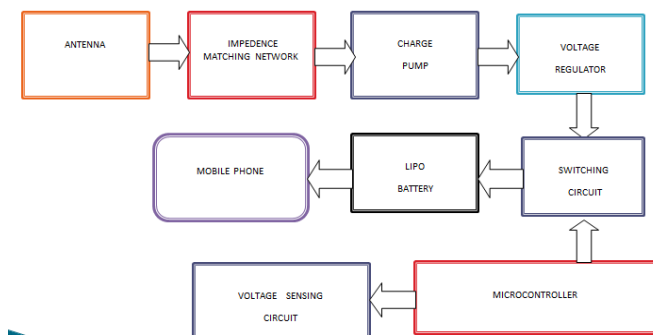 ANTENNA
IMPEDENCE
MATCHING NETWORK
CHARGE
PUMP
VOLTAGE
REGULATOR
MOBILE PHONE
LIPO
BATTERY
SWITCHING
CIRCUIT
VOLTAGE SENSING
CIRCUIT
MICROCONTROLLER